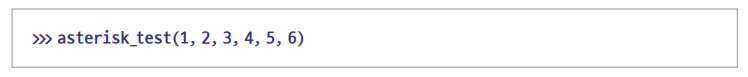 >>> asterisk_test(1, 2, 3, 4, 5, 6)